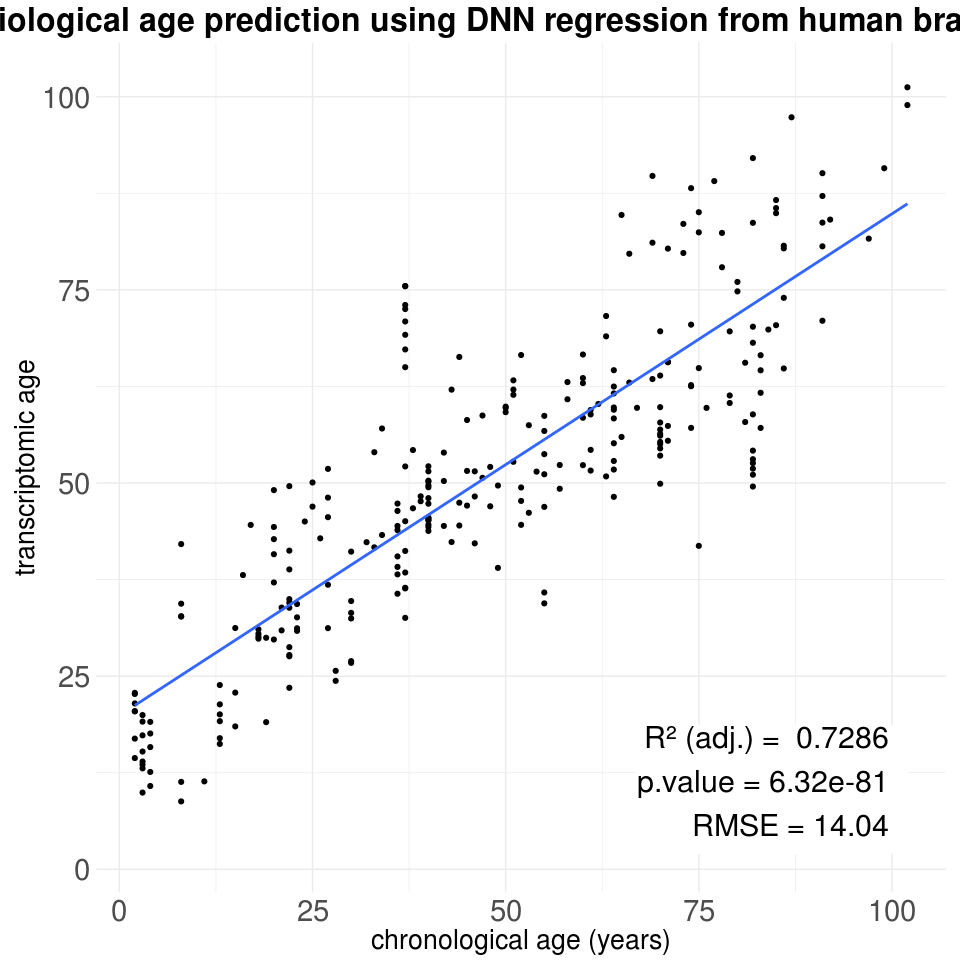 iological age prediction using DNN regression from human bra
100
75
50
25
0
transcriptomic age
R² (adj.) = 0.7286
p.value = 6.32e-81
RMSE = 14.04
0 25 50 75 100
chronological age (years)